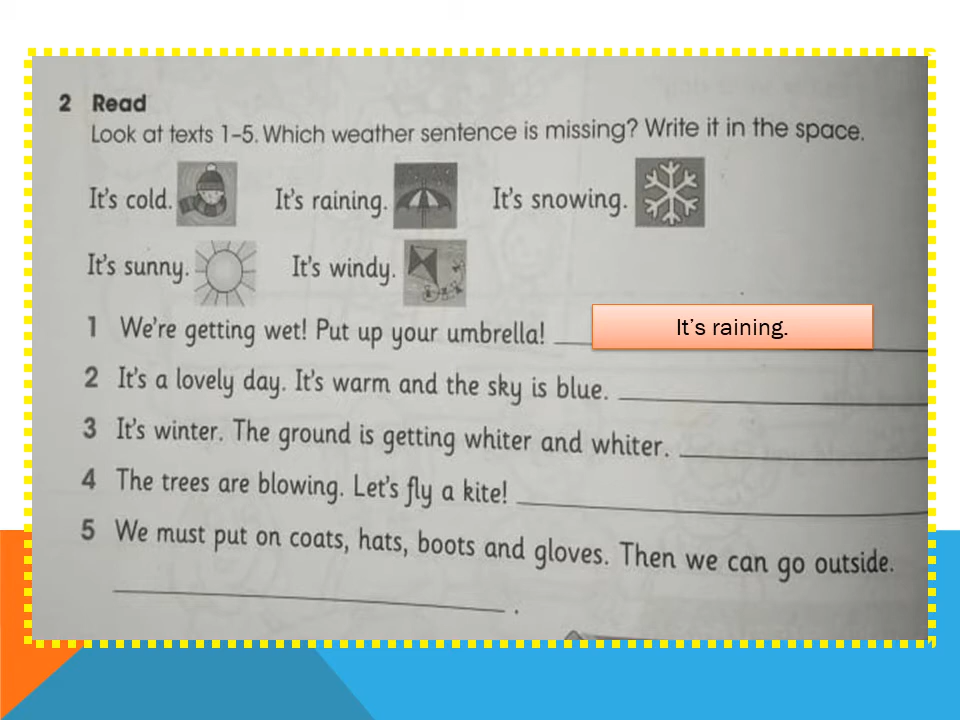 2 Read
Look at texts 1–5. Which weather sentence is missing? Write it in the space.
It's cold. It's raining. It's snowing.
It's sunny. It's windy.
1 We're getting wet! Put up your umbrella! It's raining.
2 It's a lovely day. It's warm and the sky is blue.
3 It's winter. The ground is getting whiter and whiter.
4 The trees are blowing. Let's fly a kite!
5 We must put on coats, hats, boots and gloves. Then we can go outside.
.